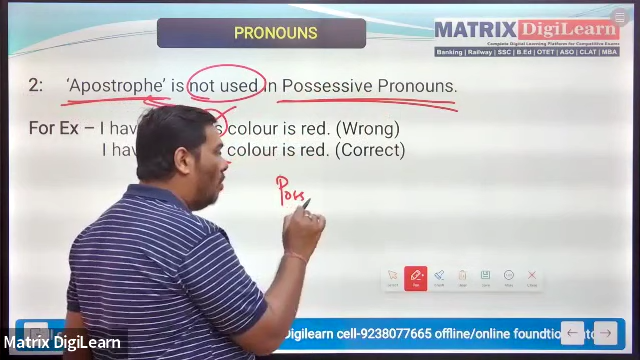 PRONOUNS
MATRIX DigiLearn
Complete Digital Learning Platform for Competitive Exams
Banking | Railway | SSC | B.Ed | OTET | ASO | CLAT | MBA
2: 'Apostrophe' is not used in Possessive Pronouns.
For Ex – I hav s colour is red. (Wrong)
I hav colour is red. (Correct)
Poss
Matrix DigiLearn
Digilearn cell-9238077665 offline/online foundtion